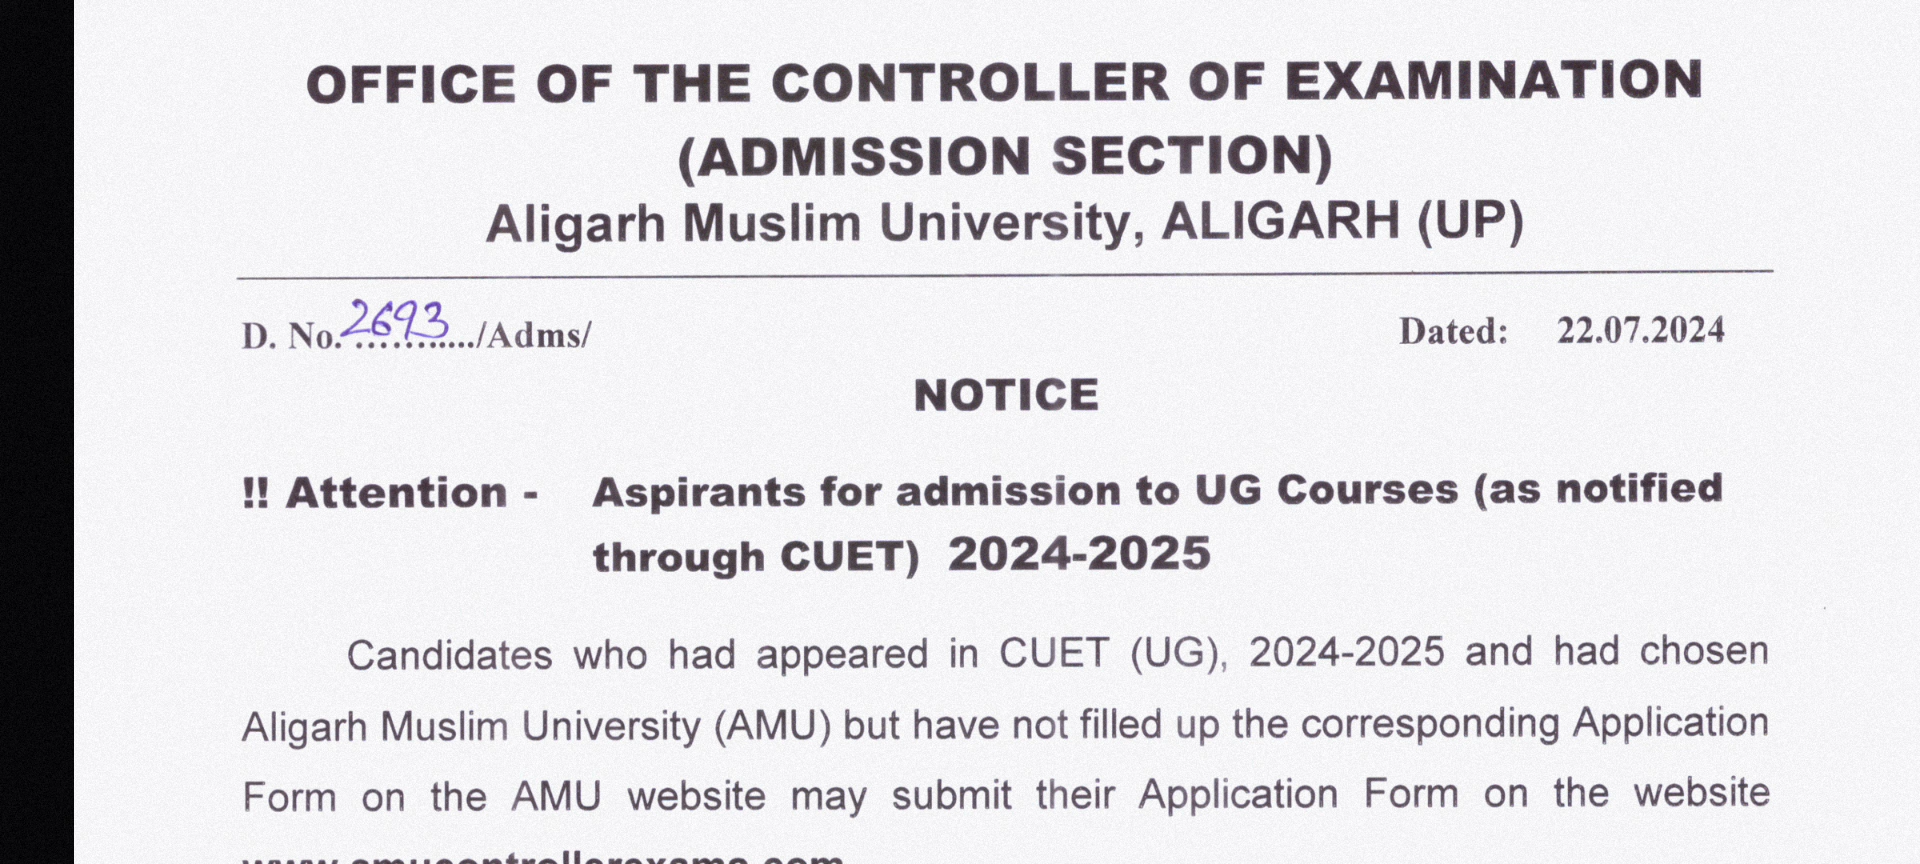 OFFICE OF THE CONTROLLER OF EXAMINATION
(ADMISSION SECTION)
Aligarh Muslim University, ALIGARH (UP)
D. No. 2693.........../Adms/ Dated: 22.07.2024
NOTICE
!! Attention - Aspirants for admission to UG Courses (as notified
through CUET) 2024-2025
Candidates who had appeared in CUET (UG), 2024-2025 and had chosen
Aligarh Muslim University (AMU) but have not filled up the corresponding Application
Form on the AMU website may submit their Application Form on the website
www.amucontrollerexams.com